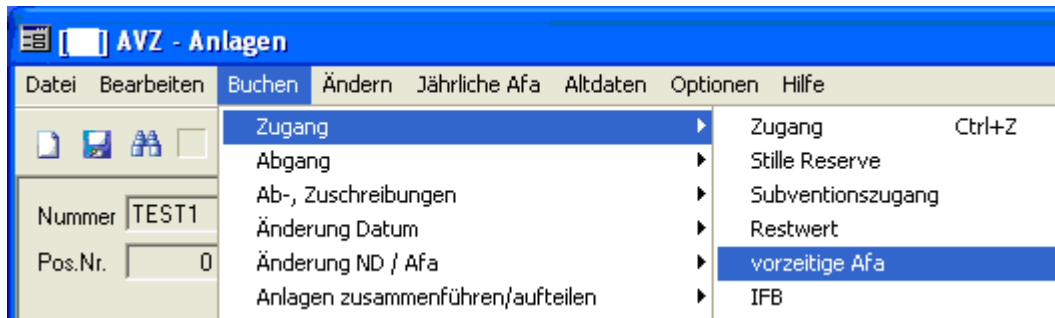 [ ] AVZ - Anlagen
Datei Bearbeiten Buchen Ändern Jährliche Afa Altdaten Optionen Hilfe
Zugang Zugang Ctrl+Z
Abgang Stille Reserve
Nummer TEST1 Ab-, Zuschreibungen Subventionszugang
Änderung Datum Restwert
Pos.Nr. 0 Änderung ND / Afa vorzeitige Afa
Anlagen zusammenführen/aufteilen IFB